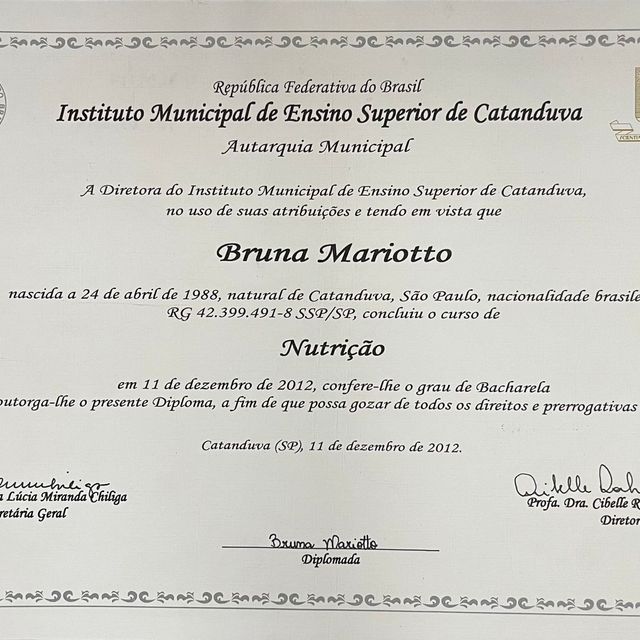 República Federativa do Brasil
Instituto Municipal de Ensino Superior de Catanduva
Autarquia Municipal
A Diretora do Instituto Municipal de Ensino Superior de Catanduva,
no uso de suas atribuições e tendo em vista que
Bruna Mariotto
nascida a 24 de abril de 1988, natural de Catanduva, São Paulo, nacionalidade brasile
RG 42.399.491-8 SSP/SP, concluiu o curso de
Nutrição
em 11 de dezembro de 2012, confere-lhe o grau de Bacharela
outorga-lhe o presente Diploma, a fim de que possa gozar de todos os direitos e prerrogativas
Catanduva (SP), 11 de dezembro de 2012.
a Lúcia Miranda Chiliga
retária Geral
Profa. Dra. Cibelle R
Diretor
Bruna Mariotto
Diplomada